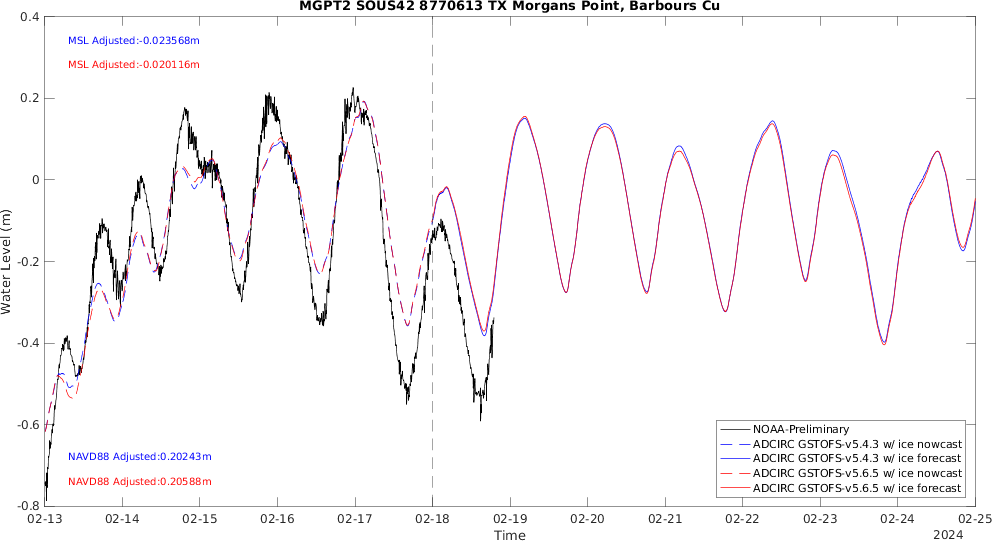 MGPT2 SOUS42 8770613 TX Morgans Point, Barbours Cu
MSL Adjusted:-0.023568m
MSL Adjusted:-0.020116m
Water Level (m)
0.4
0.2
0
-0.2
-0.4
-0.6
-0.8
NAVD88 Adjusted:0.20243m
NAVD88 Adjusted:0.20588m
NOAA-Preliminary
ADCIRC GSTOFS-v5.4.3 w/ ice nowcast
ADCIRC GSTOFS-v5.4.3 w/ ice forecast
ADCIRC GSTOFS-v5.6.5 w/ ice nowcast
ADCIRC GSTOFS-v5.6.5 w/ ice forecast
02-13 02-14 02-15 02-16 02-17 02-18 02-19 02-20 02-21 02-22 02-23 02-24 02-25
Time
2024